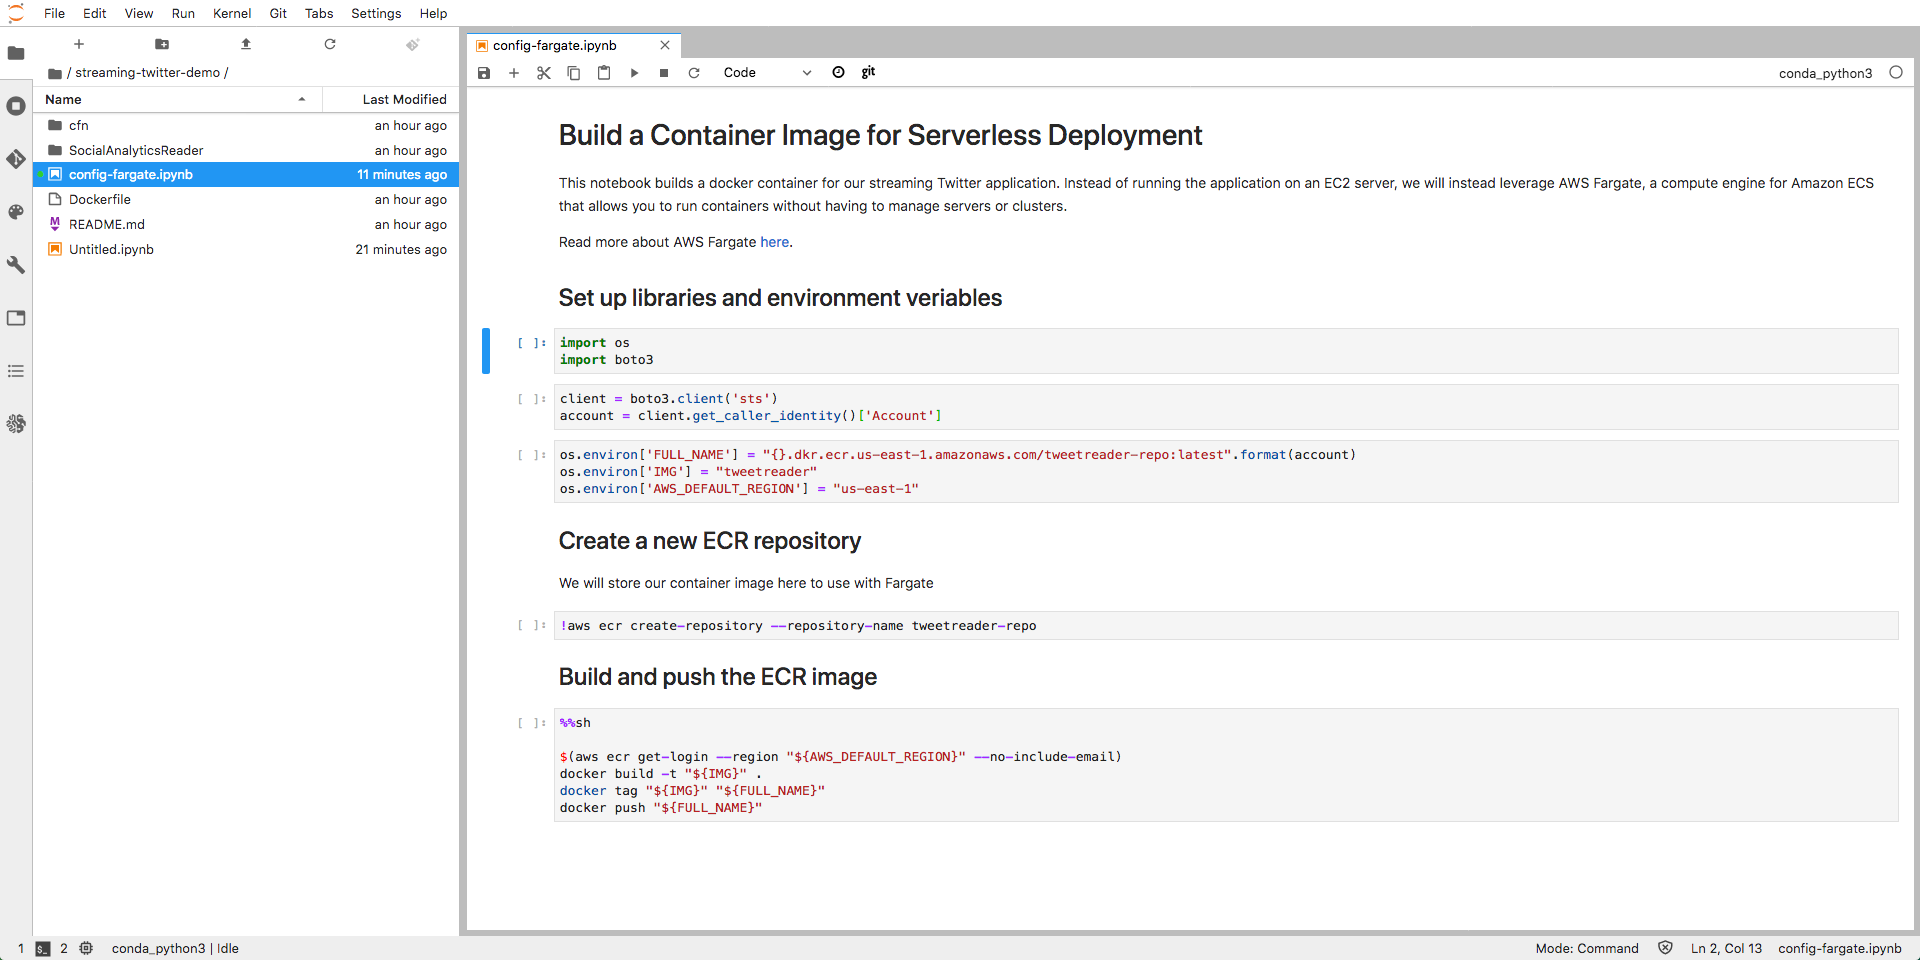 File Edit View Run Kernel Git Tabs Settings Help
/ streaming-twitter-demo /
Name Last Modified
cfn an hour ago
SocialAnalyticsReader an hour ago
config-fargate.ipynb 11 minutes ago
Dockerfile an hour ago
M README.md an hour ago
Untitled.ipynb 21 minutes ago
config-fargate.ipynb
Code git conda_python3
Build a Container Image for Serverless Deployment
This notebook builds a docker container for our streaming Twitter application. Instead of running the application on an EC2 server, we will instead leverage AWS Fargate, a compute engine for Amazon ECS
that allows you to run containers without having to manage servers or clusters.
Read more about AWS Fargate here.
Set up libraries and environment veriables
[ ]: import os
import boto3
[ ]: client = boto3.client('sts')
account = client.get_caller_identity()['Account']
[ ]: os.environ['FULL_NAME'] = "{}.dkr.ecr.us-east-1.amazonaws.com/tweetreader-repo:latest".format(account)
os.environ['IMG'] = "tweetreader"
os.environ['AWS_DEFAULT_REGION'] = "us-east-1"
Create a new ECR repository
We will store our container image here to use with Fargate
[ ]: !aws ecr create-repository --repository-name tweetreader-repo
Build and push the ECR image
[ ]: %%sh
$(aws ecr get-login --region "${AWS_DEFAULT_REGION}" --no-include-email)
docker build -t "${IMG}" .
docker tag "${IMG}" "${FULL_NAME}"
docker push "${FULL_NAME}"
1 $_ 2 conda_python3 | Idle Mode: Command Ln 2, Col 13 config-fargate.ipynb